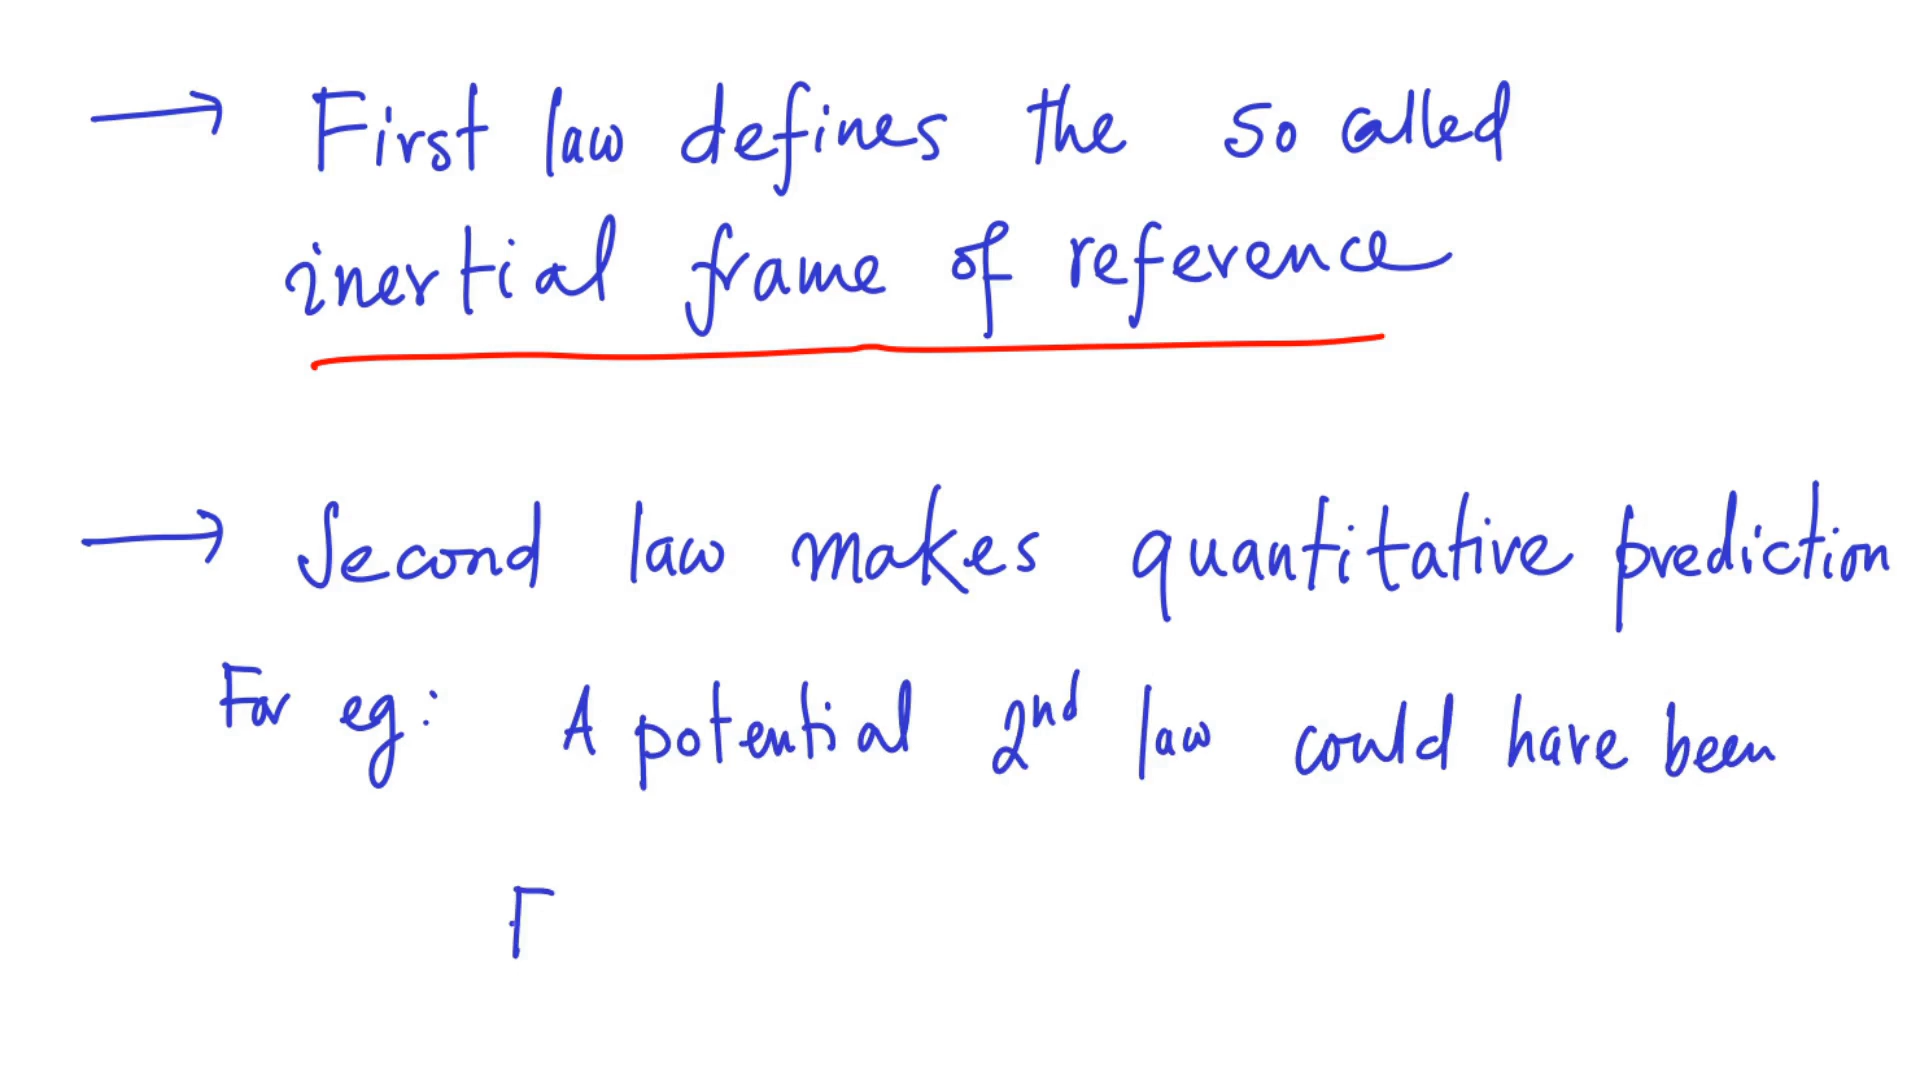 → First law defines the so called
inertial frame of reference
→ Second law makes quantitative prediction
For eg: A potential 2nd law could have been